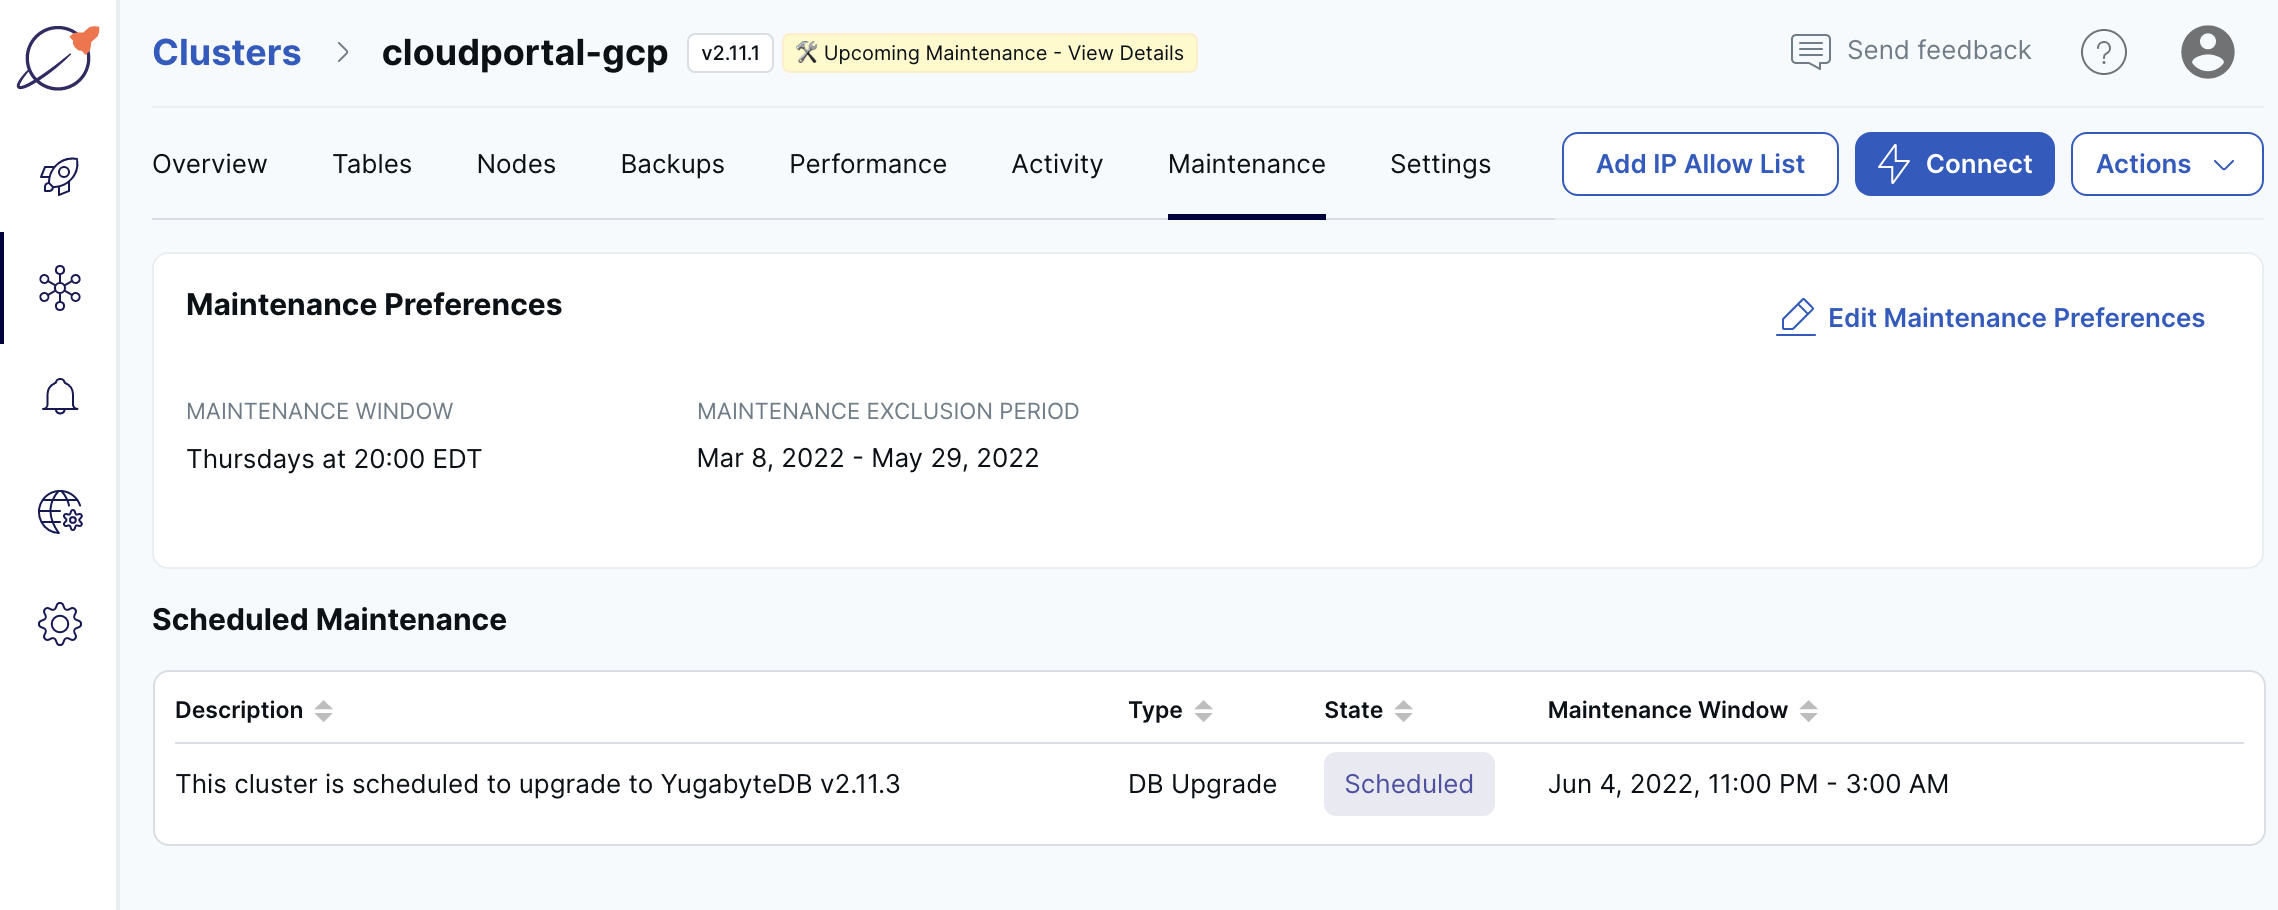 Clusters > cloudportal-gcp v2.11.1 🛠 Upcoming Maintenance - View Details Send feedback ?
Overview Tables Nodes Backups Performance Activity Maintenance Settings Add IP Allow List Connect Actions
Maintenance Preferences
Edit Maintenance Preferences
MAINTENANCE WINDOW MAINTENANCE EXCLUSION PERIOD
Thursdays at 20:00 EDT Mar 8, 2022 - May 29, 2022
Scheduled Maintenance
Description Type State Maintenance Window
This cluster is scheduled to upgrade to YugabyteDB v2.11.3 DB Upgrade Scheduled Jun 4, 2022, 11:00 PM - 3:00 AM